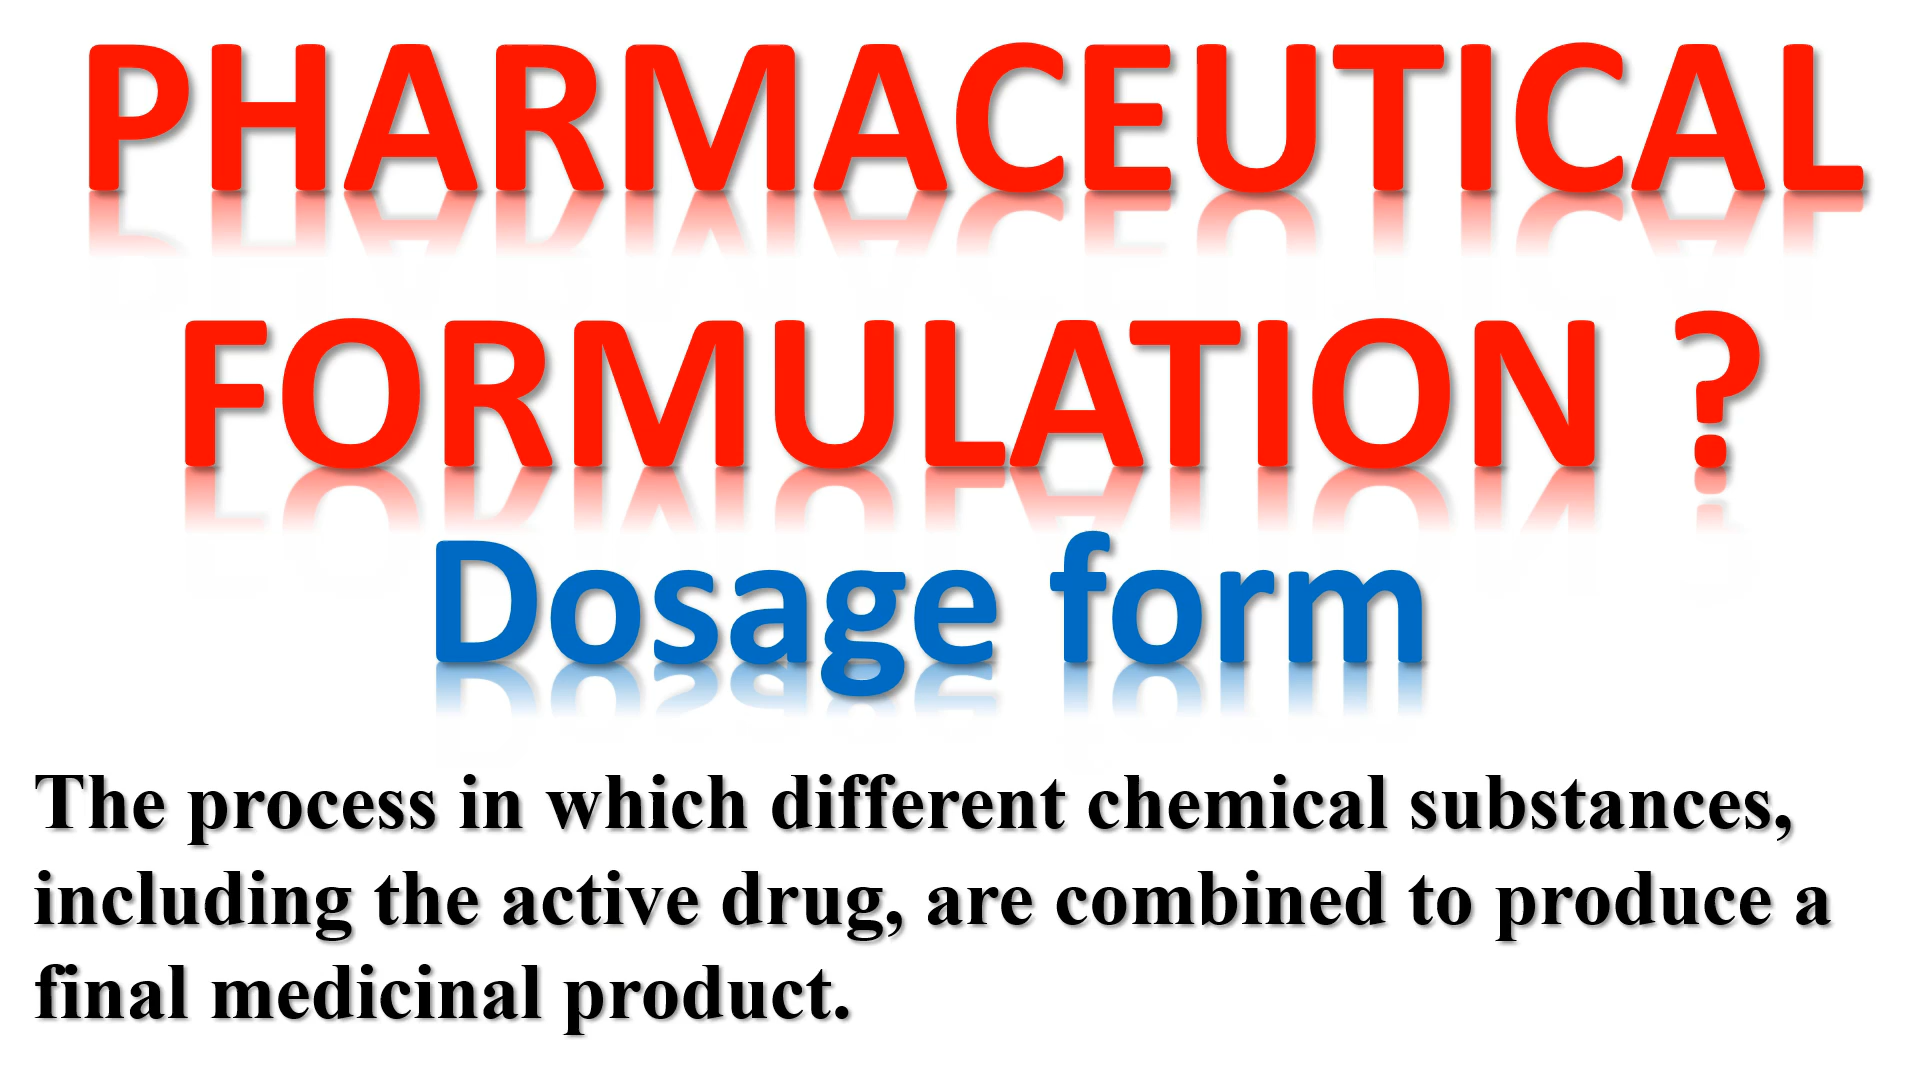 PHARMACEUTICAL
FORMULATION ?
Dosage form
The process in which different chemical substances,
including the active drug, are combined to produce a
final medicinal product.